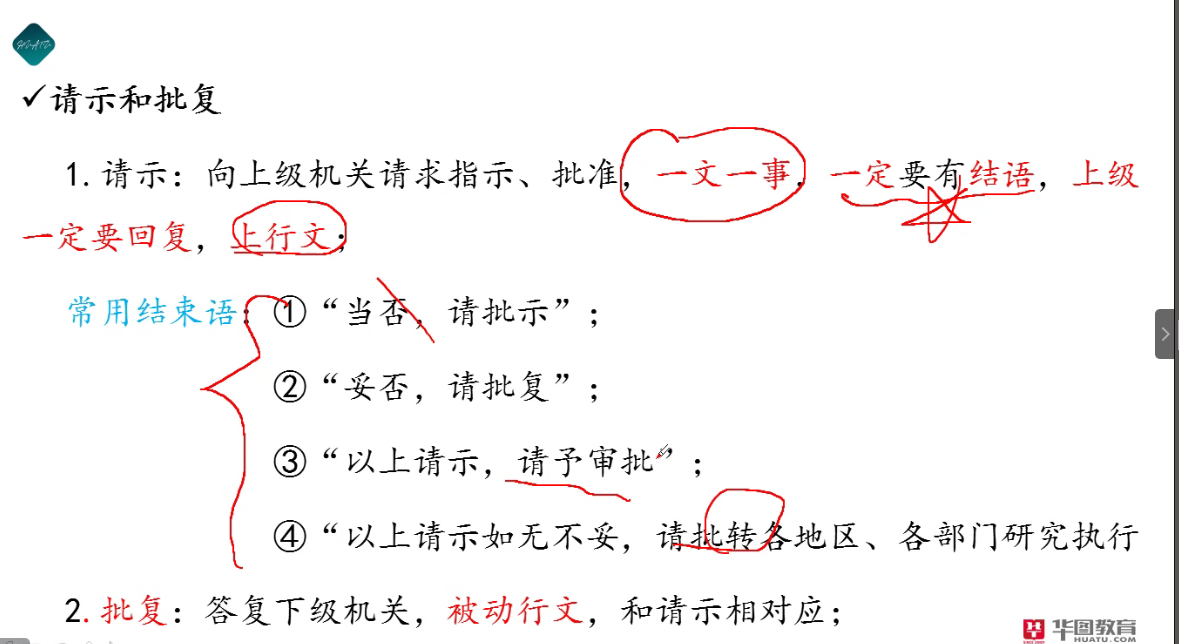 ✓请示和批复
1. 请示：向上级机关请求指示、批准，一文一事，一定要有结语，上级
一定要回复，上行文；
常用结束语：①“当否，请批示”；
②“妥否，请批复”；
③“以上请示，请予审批”；
④“以上请示如无不妥，请批转各地区、各部门研究执行
2. 批复：答复下级机关，被动行文，和请示相对应；
华图教育
HUATU.COM